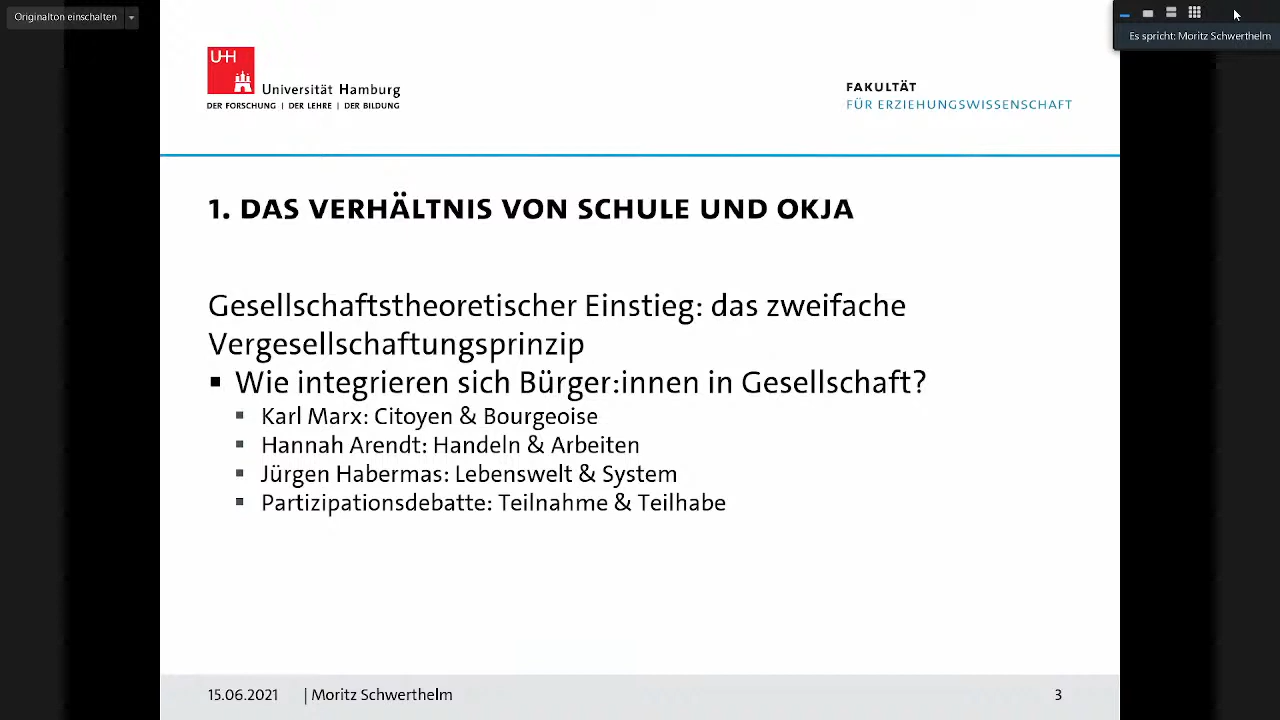 Originalton einschalten
Es spricht: Moritz Schwerthelm
UHH
Universität Hamburg
DER FORSCHUNG | DER LEHRE | DER BILDUNG
FAKULTÄT
FÜR ERZIEHUNGSWISSENSCHAFT
1. DAS VERHÄLTNIS VON SCHULE UND OKJA
Gesellschaftstheoretischer Einstieg: das zweifache
Vergesellschaftungsprinzip
▪ Wie integrieren sich Bürger:innen in Gesellschaft?
▪ Karl Marx: Citoyen & Bourgeoise
▪ Hannah Arendt: Handeln & Arbeiten
▪ Jürgen Habermas: Lebenswelt & System
▪ Partizipationsdebatte: Teilnahme & Teilhabe
15.06.2021 | Moritz Schwerthelm 3